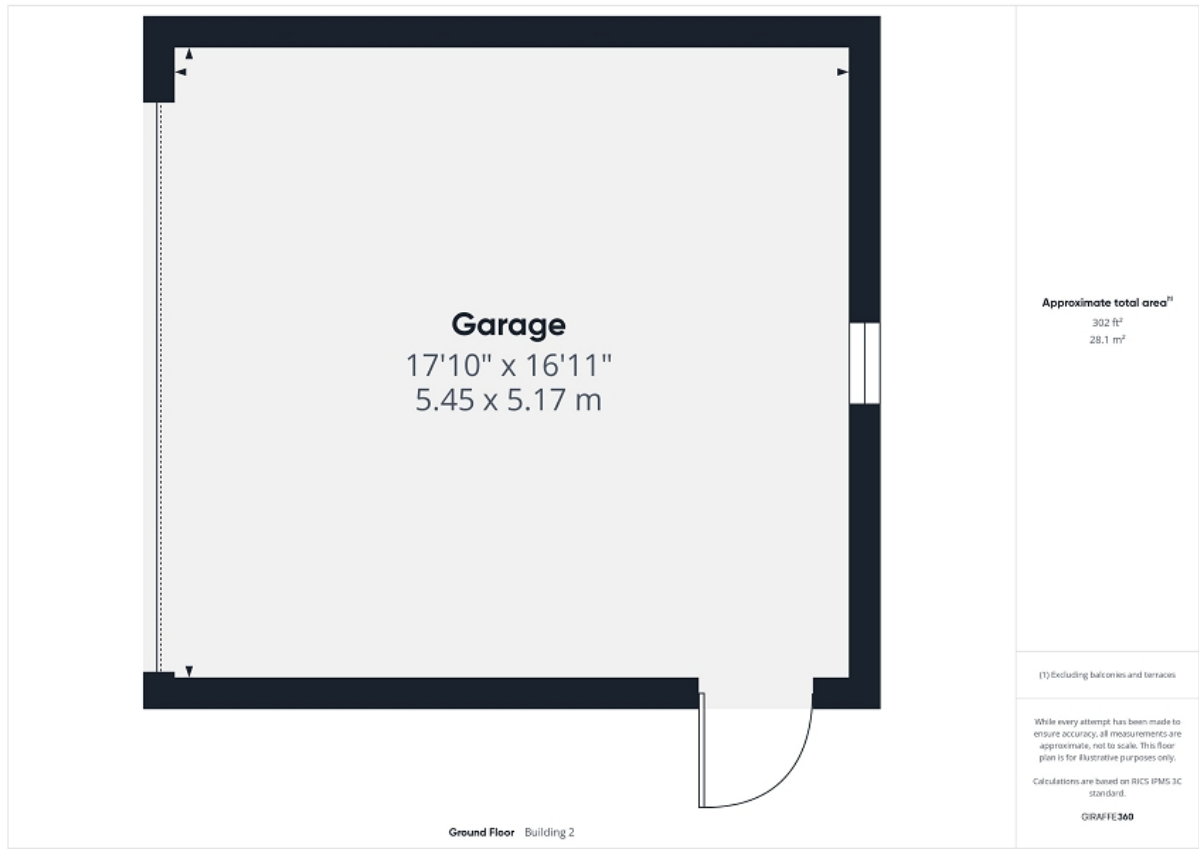 Garage
17'10" x 16'11"
5.45 x 5.17 m
Ground Floor Building 2
Approximate total area⁽¹⁾
302 ft²
28.1 m²
(1) Excluding balconies and terraces
While every attempt has been made to
ensure accuracy, all measurements are
approximate, not to scale. This floor
plan is for illustrative purposes only.
Calculations are based on RICS IPMS 3C
standard.
GIRAFFE360